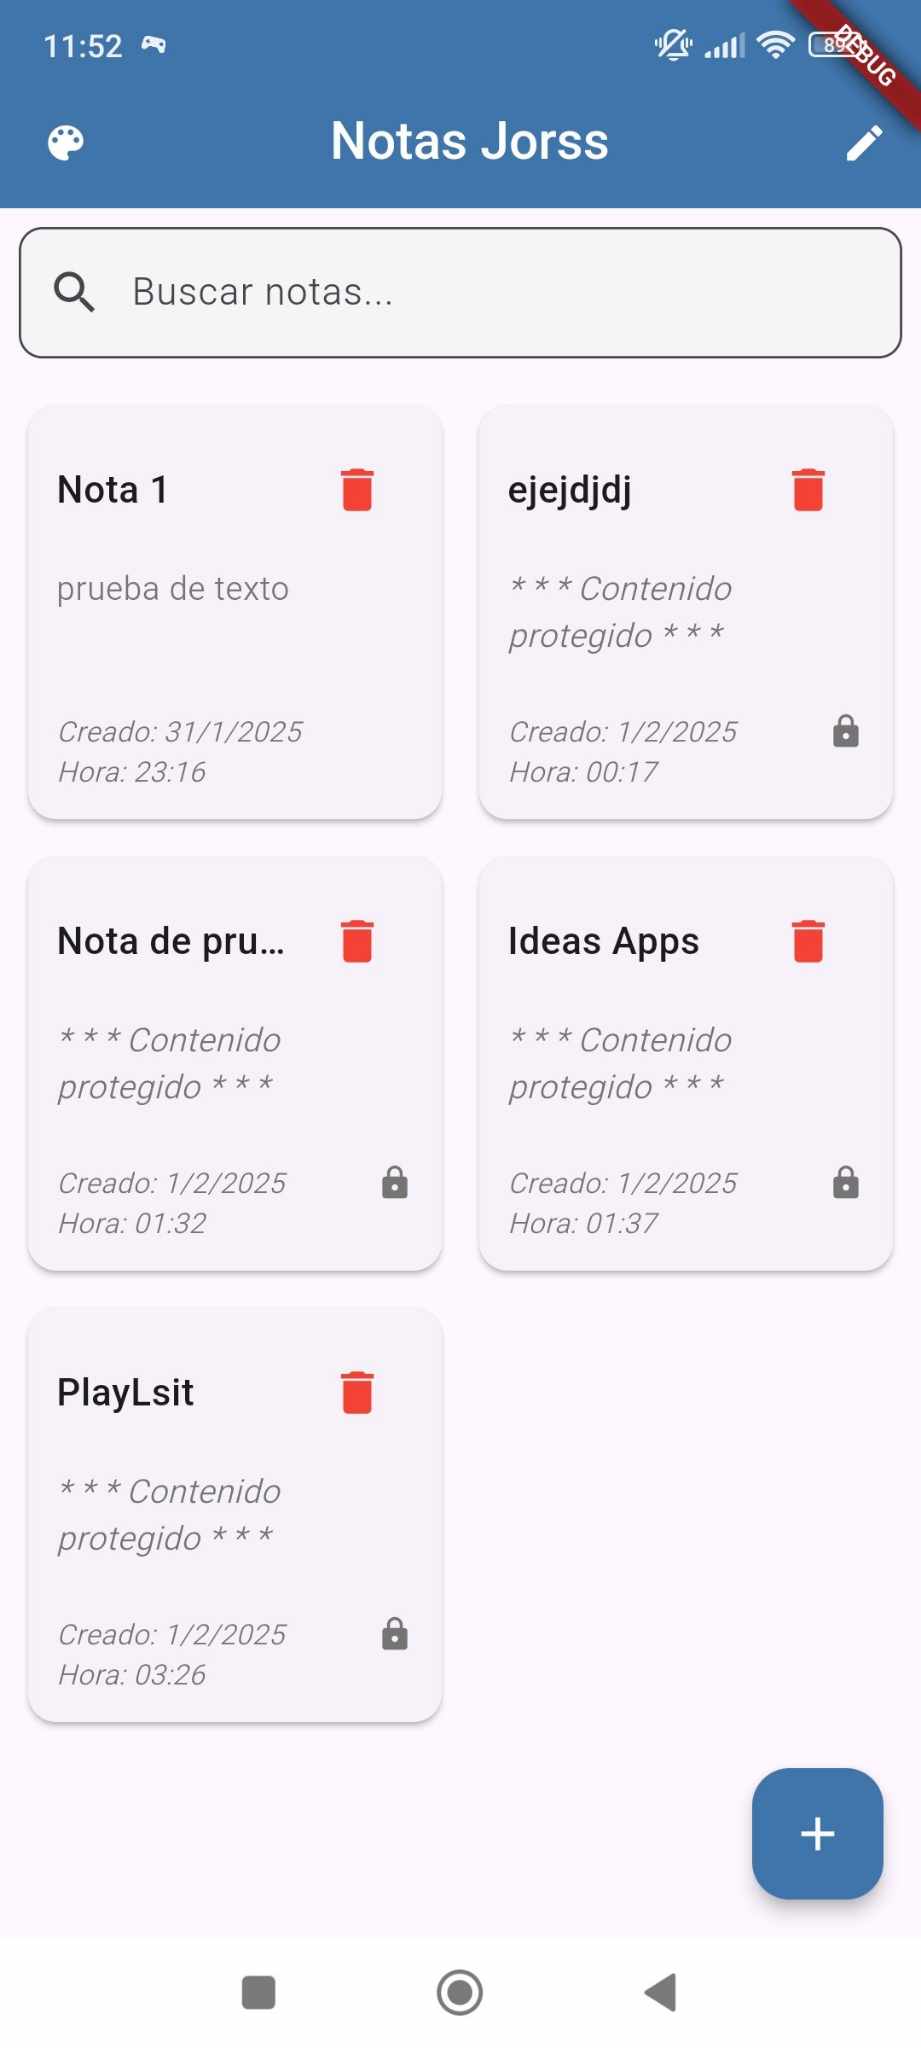 11:52
89
DEBUG
Notas Jorss
Buscar notas...
Nota 1
prueba de texto
Creado: 31/1/2025
Hora: 23:16
ejejdjdj
* * * Contenido
protegido * * *
Creado: 1/2/2025
Hora: 00:17
Nota de pru...
* * * Contenido
protegido * * *
Creado: 1/2/2025
Hora: 01:32
Ideas Apps
* * * Contenido
protegido * * *
Creado: 1/2/2025
Hora: 01:37
PlayLsit
* * * Contenido
protegido * * *
Creado: 1/2/2025
Hora: 03:26